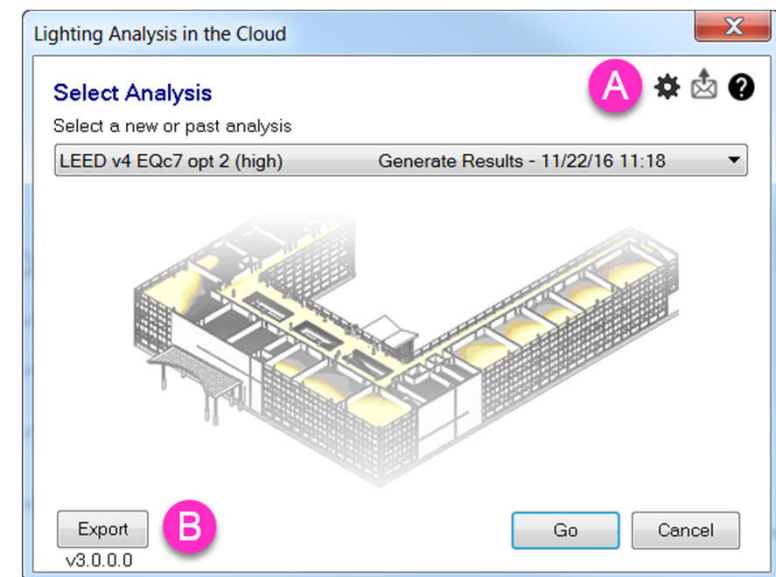 Lighting Analysis in the Cloud
X
A
?
Select Analysis
Select a new or past analysis
LEED v4 EQc7 opt 2 (high) Generate Results - 11/22/16 11:18
Export
B
Go
Cancel
v3.0.0.0